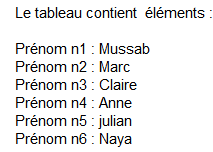 Le tableau contient  éléments :
Prénom n1 : Mussab
Prénom n2 : Marc
Prénom n3 : Claire
Prénom n4 : Anne
Prénom n5 : julian
Prénom n6 : Naya